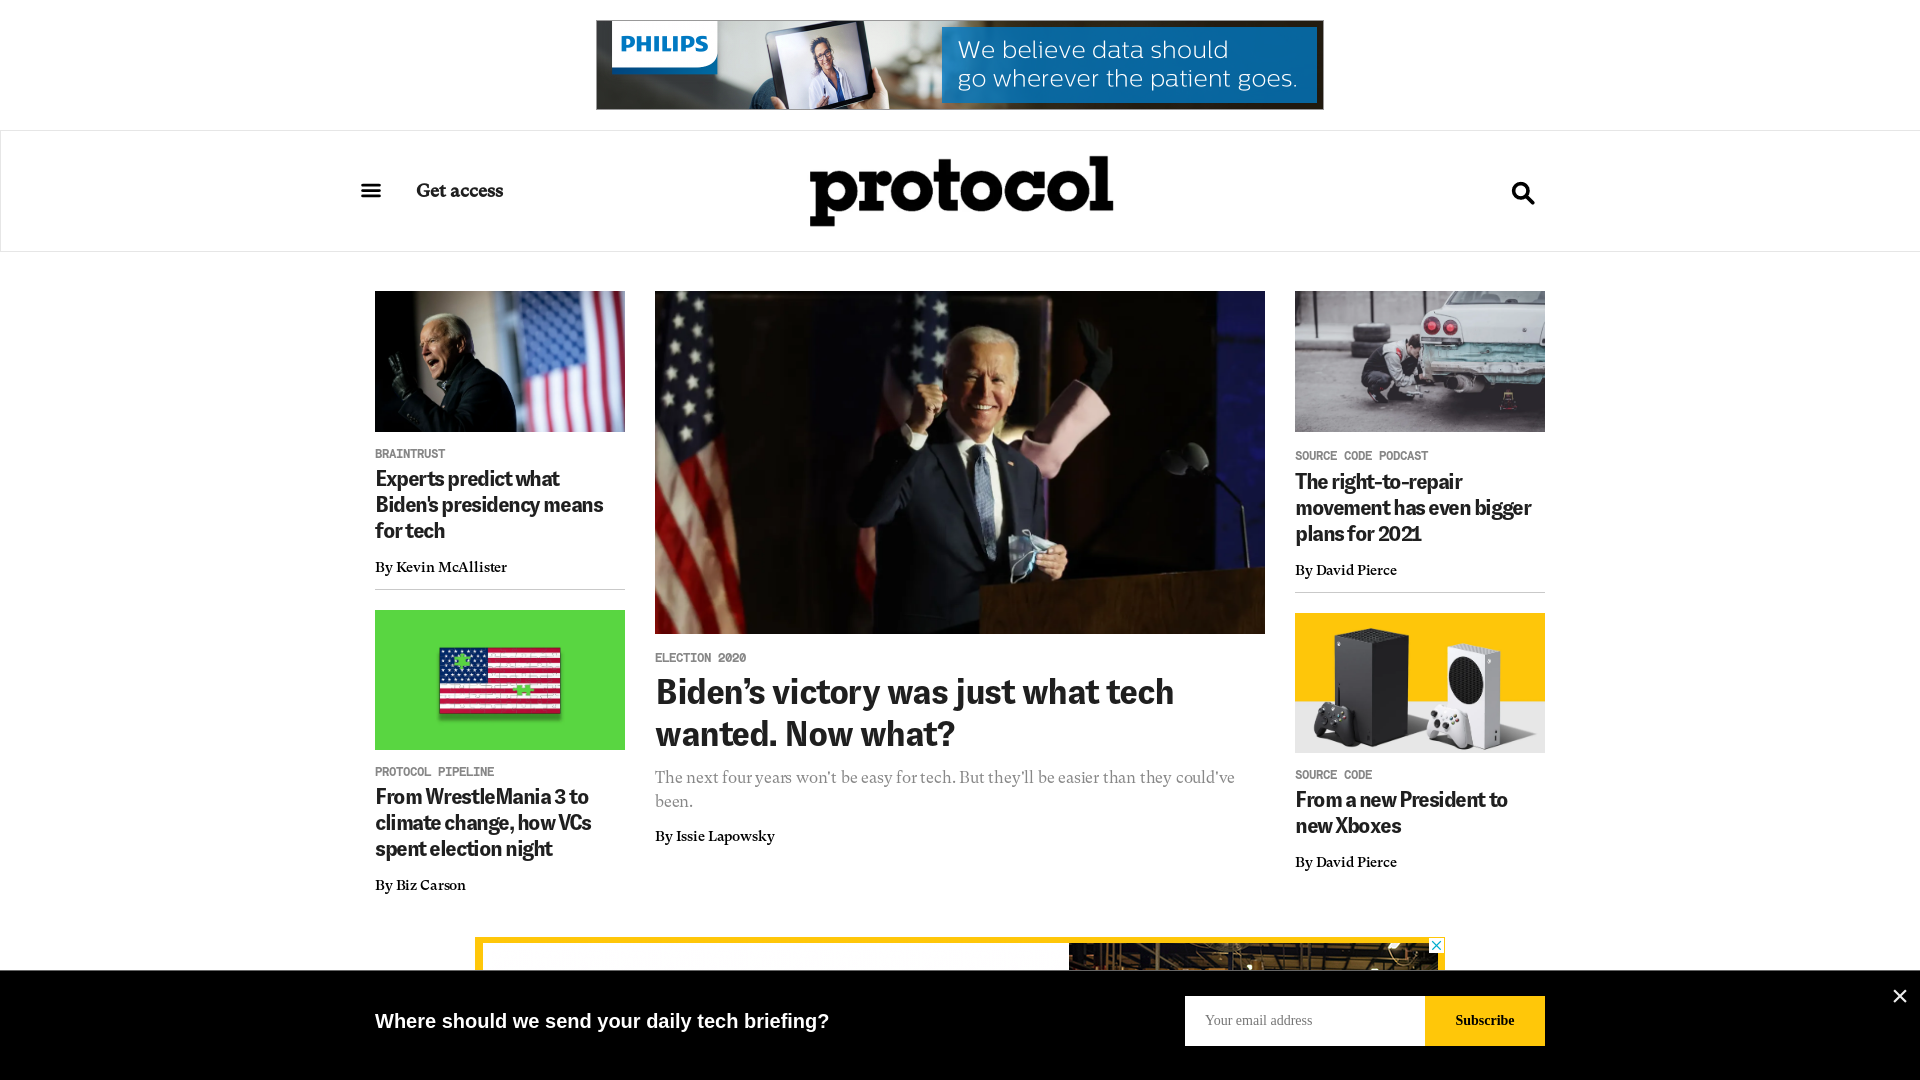 PHILIPS
We believe data should
go wherever the patient goes.
Get access
protocol
BRAINTRUST
Experts predict what
Biden's presidency means
for tech
By Kevin McAllister
PROTOCOL PIPELINE
From WrestleMania 3 to
climate change, how VCs
spent election night
By Biz Carson
ELECTION 2020
Biden’s victory was just what tech
wanted. Now what?
The next four years won't be easy for tech. But they'll be easier than they could've
been.
By Issie Lapowsky
SOURCE CODE PODCAST
The right-to-repair
movement has even bigger
plans for 2021
By David Pierce
SOURCE CODE
From a new President to
new Xboxes
By David Pierce
Where should we send your daily tech briefing?
Your email address
Subscribe